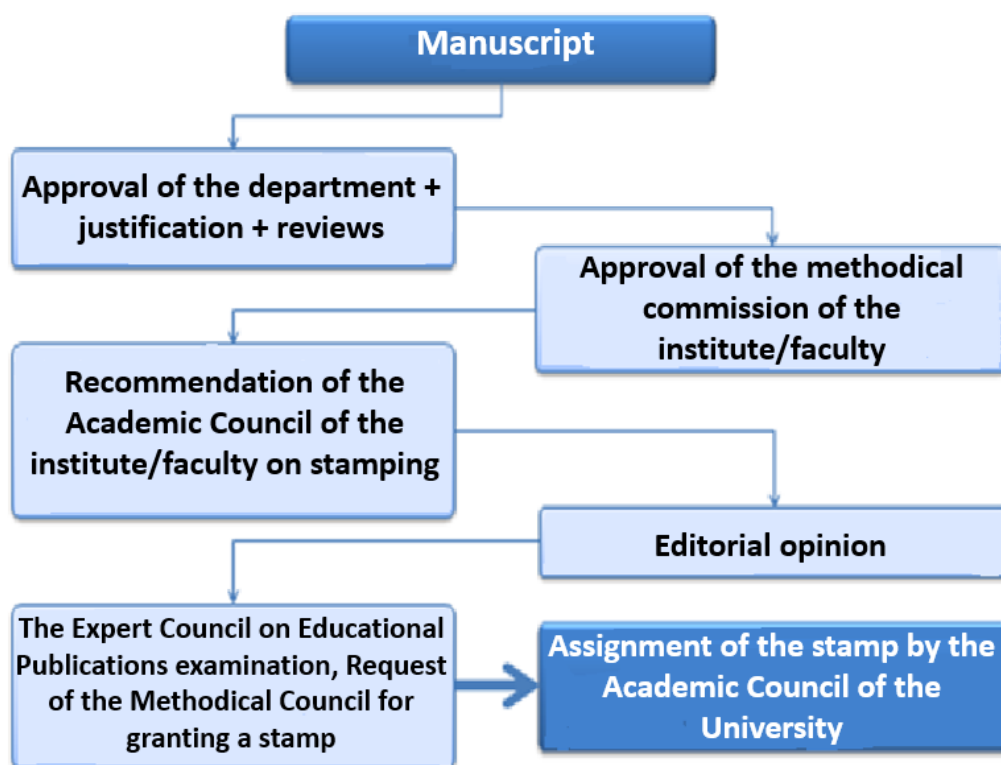 Manuscript
Approval of the department +
justification + reviews
Approval of the methodical
commission of the
institute/faculty
Recommendation of the
Academic Council of the
institute/faculty on stamping
Editorial opinion
The Expert Council on Educational
Publications examination, Request
of the Methodical Council for
granting a stamp
Assignment of the stamp by the
Academic Council of the
University